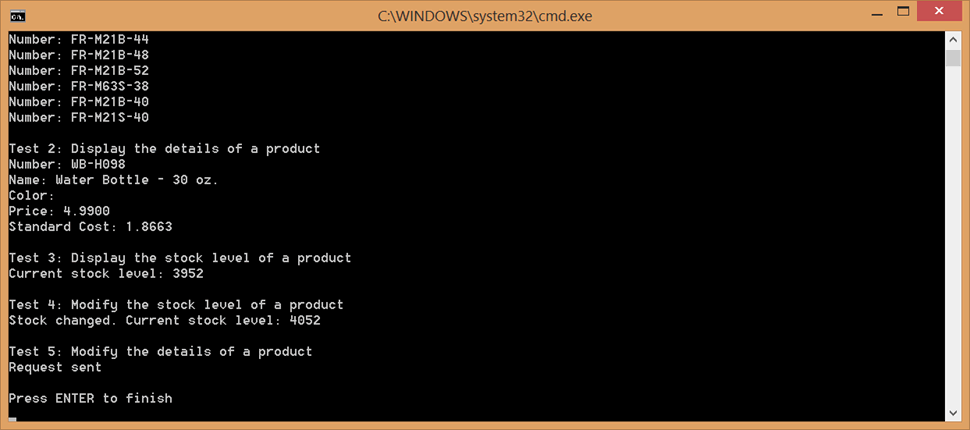 C:\WINDOWS\system32\cmd.exe
Number: FR-M21B-44
Number: FR-M21B-48
Number: FR-M21B-52
Number: FR-M63S-38
Number: FR-M21B-40
Number: FR-M21S-40
Test 2: Display the details of a product
Number: WB-H098
Name: Water Bottle - 30 oz.
Color:
Price: 4.9900
Standard Cost: 1.8663
Test 3: Display the stock level of a product
Current stock level: 3952
Test 4: Modify the stock level of a product
Stock changed. Current stock level: 4052
Test 5: Modify the details of a product
Request sent
Press ENTER to finish